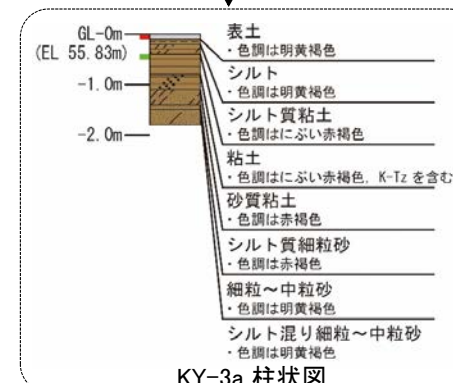 GL-0m
(EL 55.83m)
-1.0m
-2.0m
表土
・色調は明黄褐色
シルト
・色調は明黄褐色
シルト質粘土
・色調はにぶい赤褐色
粘土
・色調はにぶい赤褐色，K-Tzを含む
砂質粘土
・色調は赤褐色
シルト質細粒砂
・色調は赤褐色
細粒～中粒砂
・色調は明黄褐色
シルト混り細粒～中粒砂
・色調は明黄褐色
KY-3a 柱状図